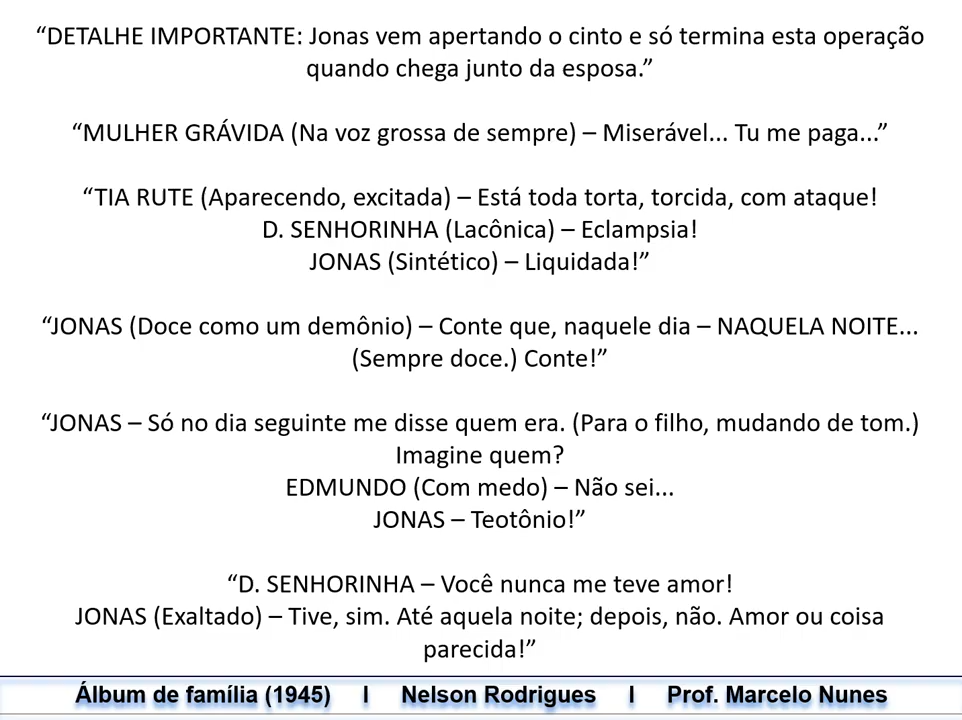 “DETALHE IMPORTANTE: Jonas vem apertando o cinto e só termina esta operação
quando chega junto da esposa.”
“MULHER GRÁVIDA (Na voz grossa de sempre) – Miserável... Tu me paga...”
“TIA RUTE (Aparecendo, excitada) – Está toda torta, torcida, com ataque!
D. SENHORINHA (Lacônica) – Eclampsia!
JONAS (Sintético) – Liquidada!”
“JONAS (Doce como um demônio) – Conte que, naquele dia – NAQUELA NOITE...
(Sempre doce.) Conte!”
“JONAS – Só no dia seguinte me disse quem era. (Para o filho, mudando de tom.)
Imagine quem?
EDMUNDO (Com medo) – Não sei...
JONAS – Teotônio!”
“D. SENHORINHA – Você nunca me teve amor!
JONAS (Exaltado) – Tive, sim. Até aquela noite; depois, não. Amor ou coisa
parecida!”
Álbum de família (1945) I Nelson Rodrigues I Prof. Marcelo Nunes